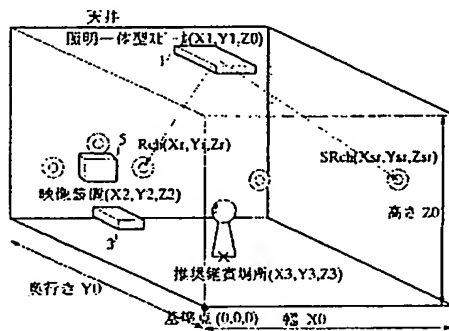 天井
照明一体型スピーカ(X1,Y1,Z0)
1
5
Rch(Xr,Yr,Zr)
SRch(Xsr,Ysr,Zsr)
映像装置(X2,Y2,Z2)
高さ Z0
3
推奨鑑賞場所(X3,Y3,Z3)
奥行き Y0
基準点 (0,0,0)
幅 X0